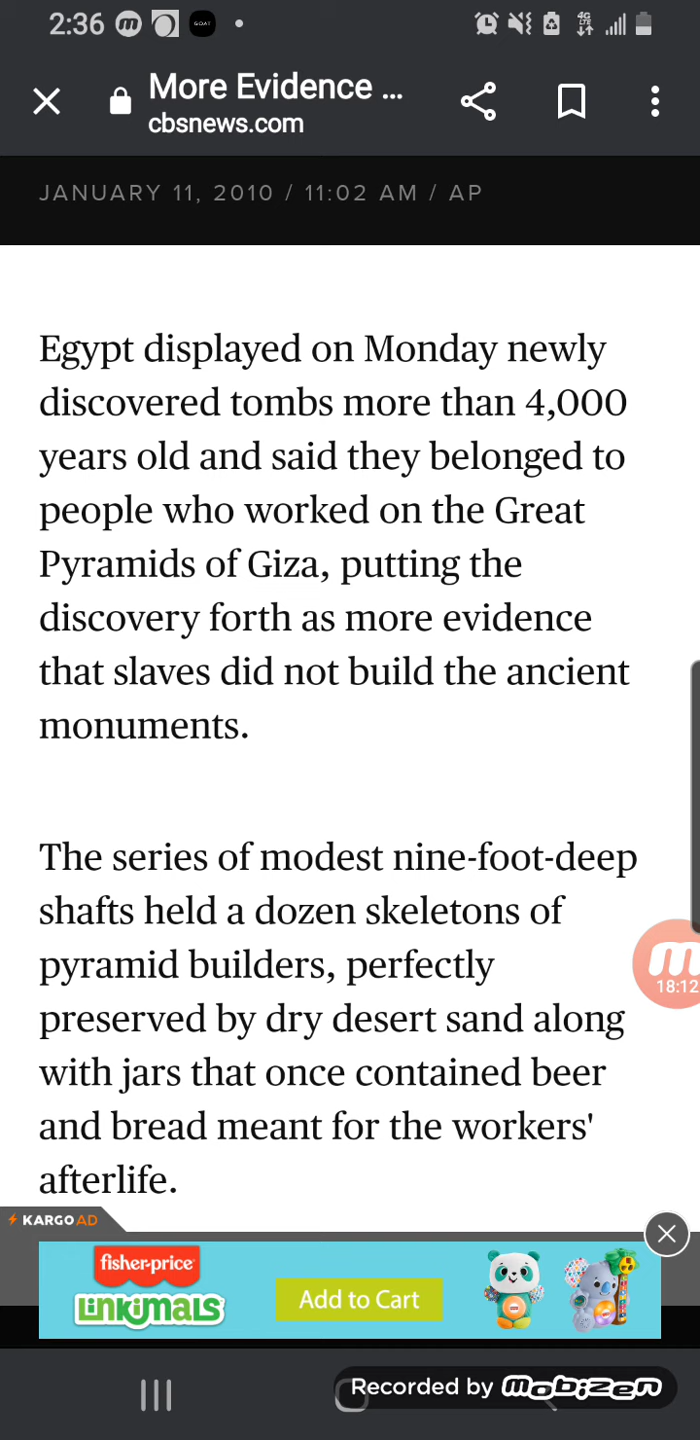 2:36
GOAT
4G
LTE
More Evidence ...
cbsnews.com
JANUARY 11, 2010 / 11:02 AM / AP
Egypt displayed on Monday newly
discovered tombs more than 4,000
years old and said they belonged to
people who worked on the Great
Pyramids of Giza, putting the
discovery forth as more evidence
that slaves did not build the ancient
monuments.
The series of modest nine-foot-deep
shafts held a dozen skeletons of
pyramid builders, perfectly
preserved by dry desert sand along
with jars that once contained beer
and bread meant for the workers'
afterlife.
m
18:12
KARGO AD
fisher-price
Linkimals
Add to Cart
Recorded by mobizen